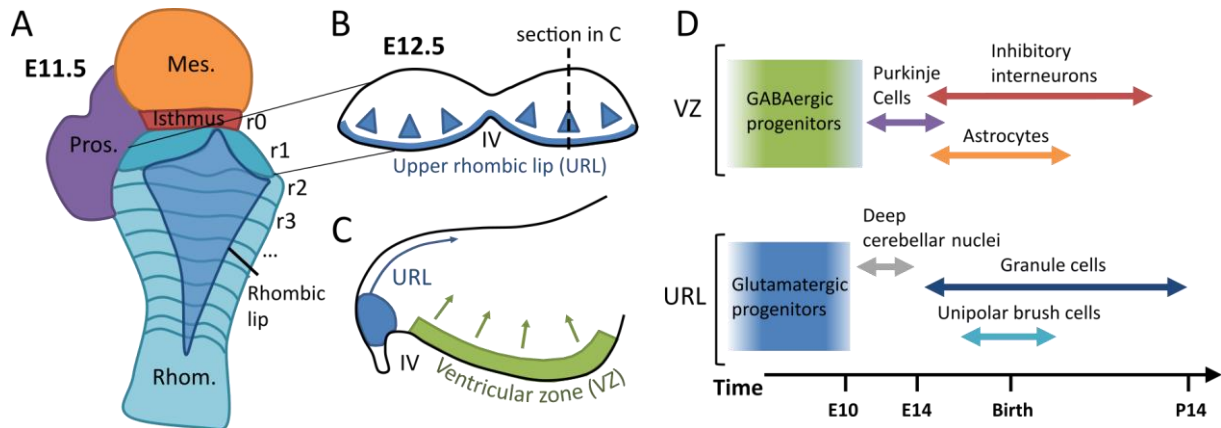 A
E11.5
Mes.
Isthmus
r0
Pros.
r1
r2
r3
...
Rhombic
lip
Rhom.
B
E12.5
section in C
IV
Upper rhombic lip (URL)
C
URL
IV
Ventricular zone (VZ)
D
VZ
GABAergic
progenitors
Purkinje
Cells
Inhibitory
interneurons
Astrocytes
URL
Glutamatergic
progenitors
Deep
cerebellar nuclei
Granule cells
Unipolar brush cells
Time
E10
E14
Birth
P14